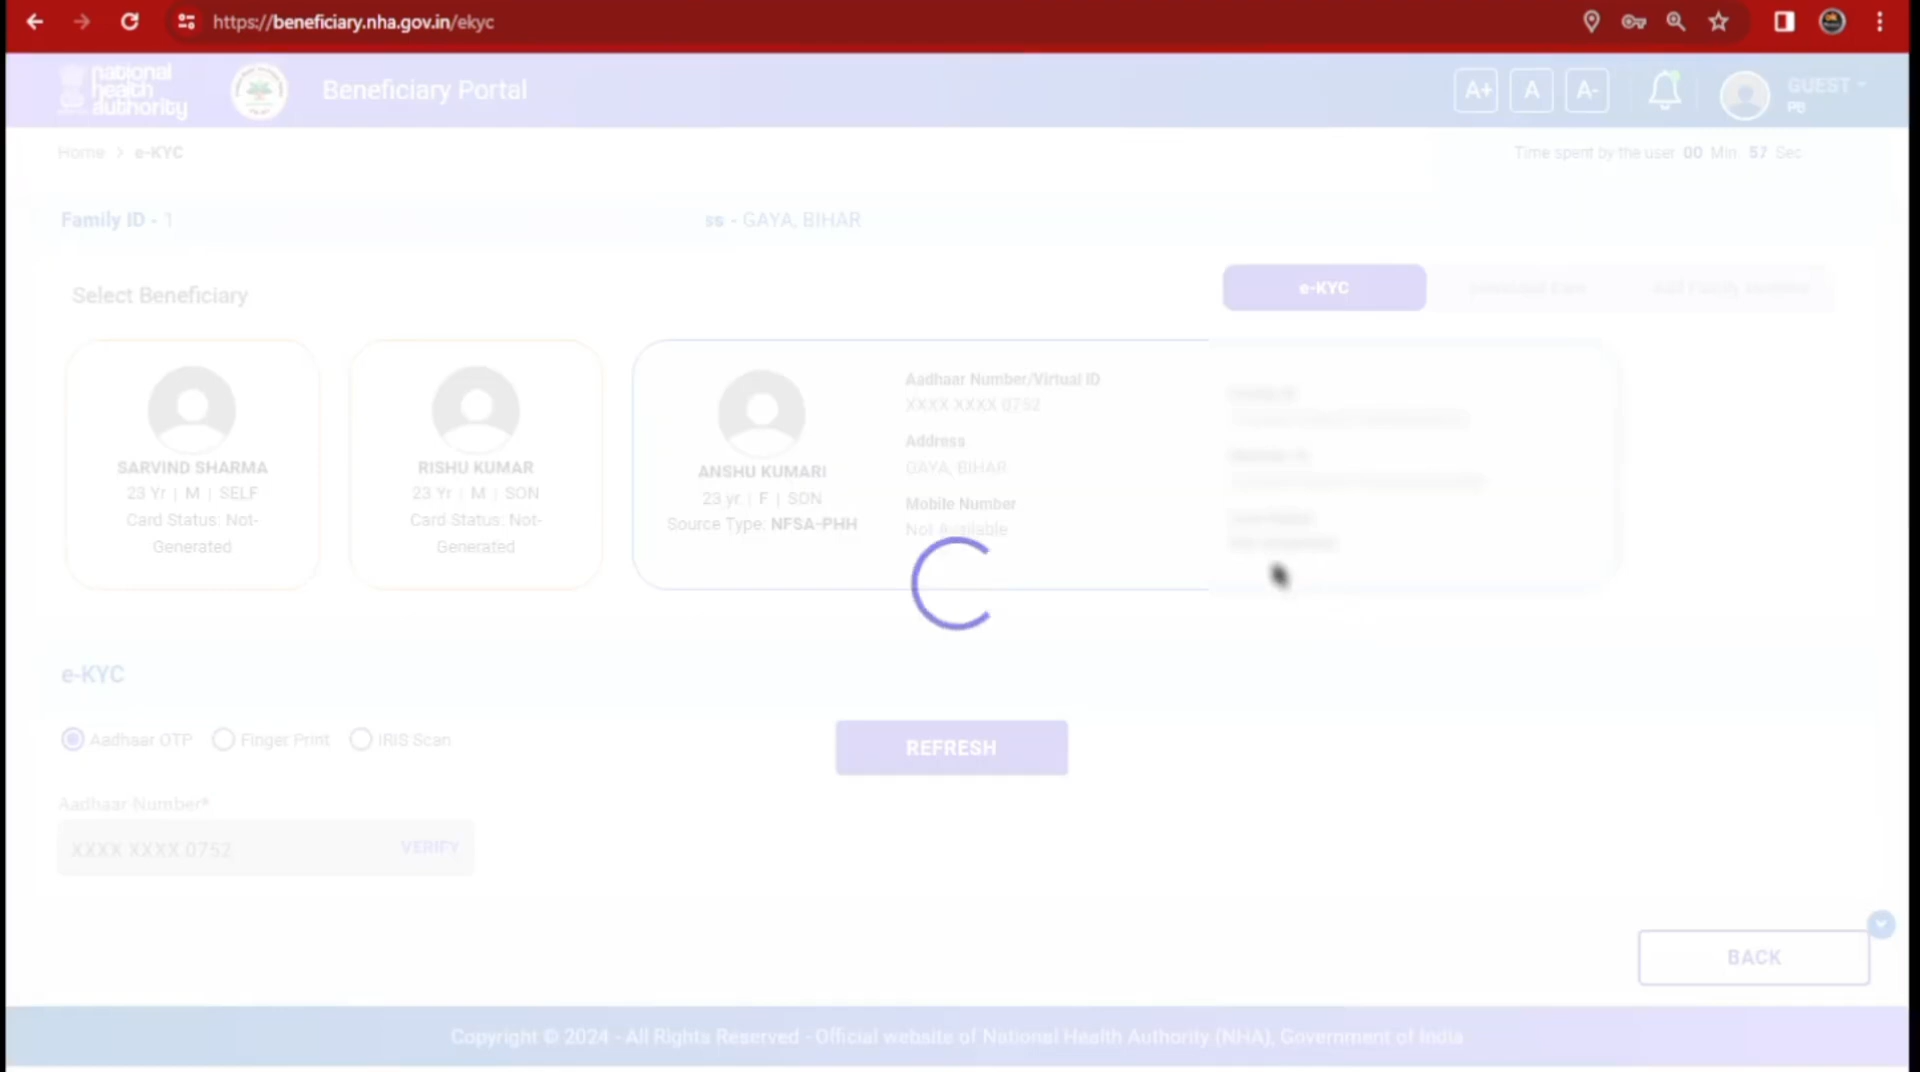 https://beneficiary.nha.gov.in/ekyc
national
health
authority
Beneficiary Portal
A+ A A-
GUEST
PB
Home > e-KYC
Time spent by the user 00 Min 57 Sec
Family ID - 1
ss - GAYA, BIHAR
Select Beneficiary
e-KYC
SARVIND SHARMA
23 Yr | M | SELF
Card Status: Not-
Generated
RISHU KUMAR
23 Yr | M | SON
Card Status: Not-
Generated
ANSHU KUMARI
23 yr | F | SON
Source Type: NFSA-PHH
Aadhaar Number/Virtual ID
XXXX XXXX 0752
Address
GAYA, BIHAR
Mobile Number
Not Available
e-KYC
Aadhaar OTP Finger Print IRIS Scan
REFRESH
Aadhaar Number*
XXXX XXXX 0752 VERIFY
BACK
Copyright © 2024 - All Rights Reserved - Official website of National Health Authority (NHA), Government of India